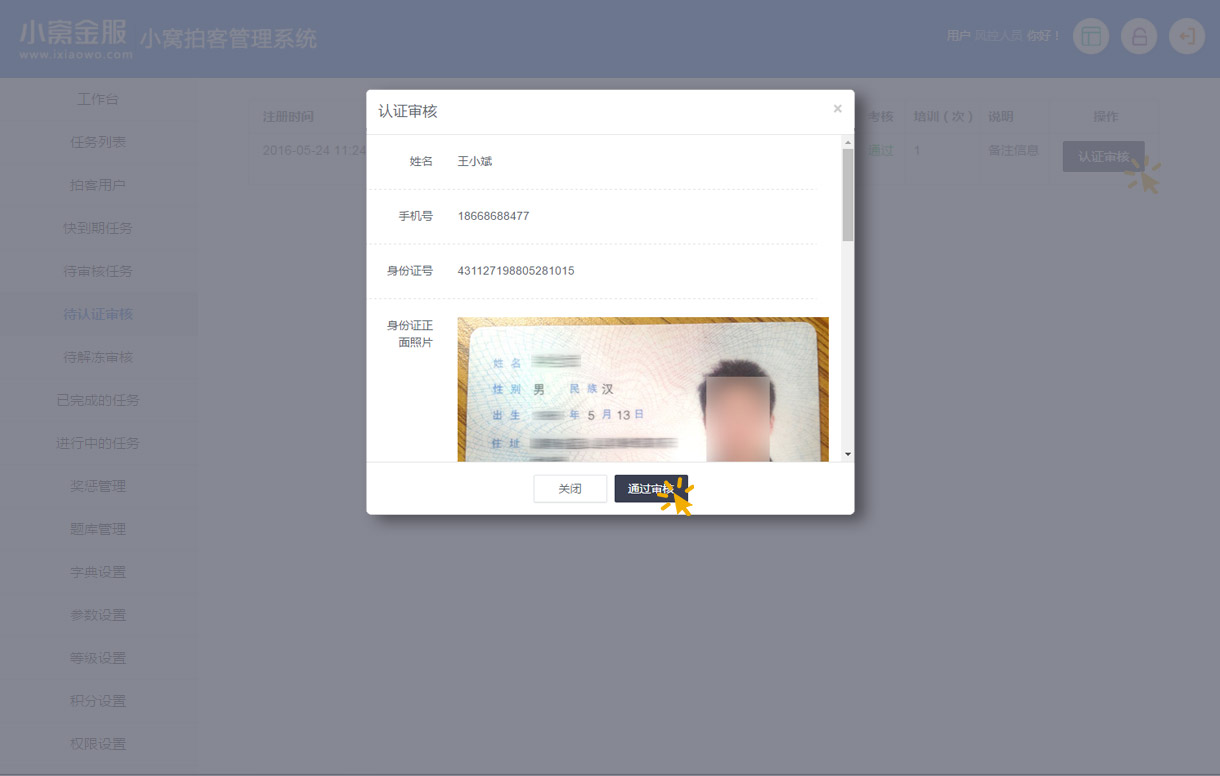 小窝金服
www.ixiaowo.com
小窝拍客管理系统
用户 风控人员 你好！
工作台
任务列表
拍客用户
快到期任务
待审核任务
待认证审核
待解冻审核
已完成的任务
进行中的任务
奖惩管理
题库管理
字典设置
参数设置
等级设置
积分设置
权限设置
注册时间
考核 培训（次） 说明 操作
2016-05-24 11:24
通过 1 备注信息 认证审核
认证审核 ×
姓名 王小斌
手机号 18668688477
身份证号 431127198805281015
身份证正
面照片
姓 名
性 别 男 民 族 汉
出 生 年 5 月 13 日
住 址
关闭 通过审核